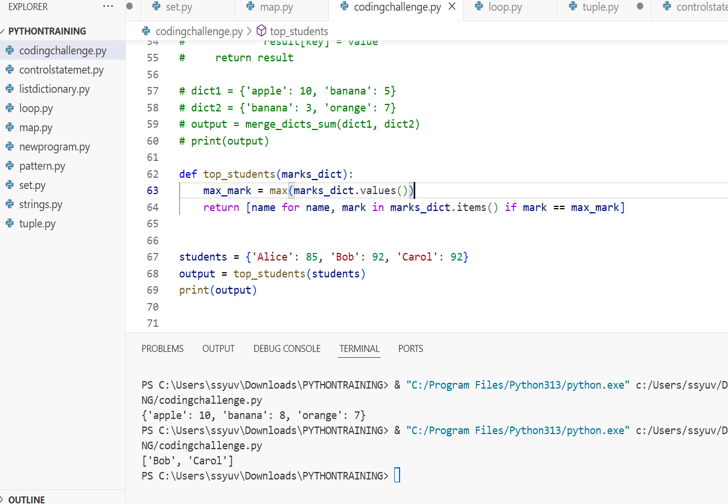 EXPLORER ...
PYTHONTRAINING
codingchallenge.py
controlstatemet.py
listdictionary.py
loop.py
map.py
newprogram.py
pattern.py
set.py
strings.py
tuple.py
OUTLINE
set.py map.py codingchallenge.py loop.py tuple.py controlstate
codingchallenge.py > top_students
54 # result[key] = value
55 # return result
56
57 # dict1 = {'apple': 10, 'banana': 5}
58 # dict2 = {'banana': 3, 'orange': 7}
59 # output = merge_dicts_sum(dict1, dict2)
60 # print(output)
61
62 def top_students(marks_dict):
63 max_mark = max(marks_dict.values())
64 return [name for name, mark in marks_dict.items() if mark == max_mark]
65
66
67 students = {'Alice': 85, 'Bob': 92, 'Carol': 92}
68 output = top_students(students)
69 print(output)
70
71
PROBLEMS OUTPUT DEBUG CONSOLE TERMINAL PORTS
PS C:\Users\ssyuv\Downloads\PYTHONTRAINING> & "C:/Program Files/Python313/python.exe" c:/Users/ssyuv/D
NG/codingchallenge.py
{'apple': 10, 'banana': 8, 'orange': 7}
PS C:\Users\ssyuv\Downloads\PYTHONTRAINING> & "C:/Program Files/Python313/python.exe" c:/Users/ssyuv/D
NG/codingchallenge.py
['Bob', 'Carol']
PS C:\Users\ssyuv\Downloads\PYTHONTRAINING>